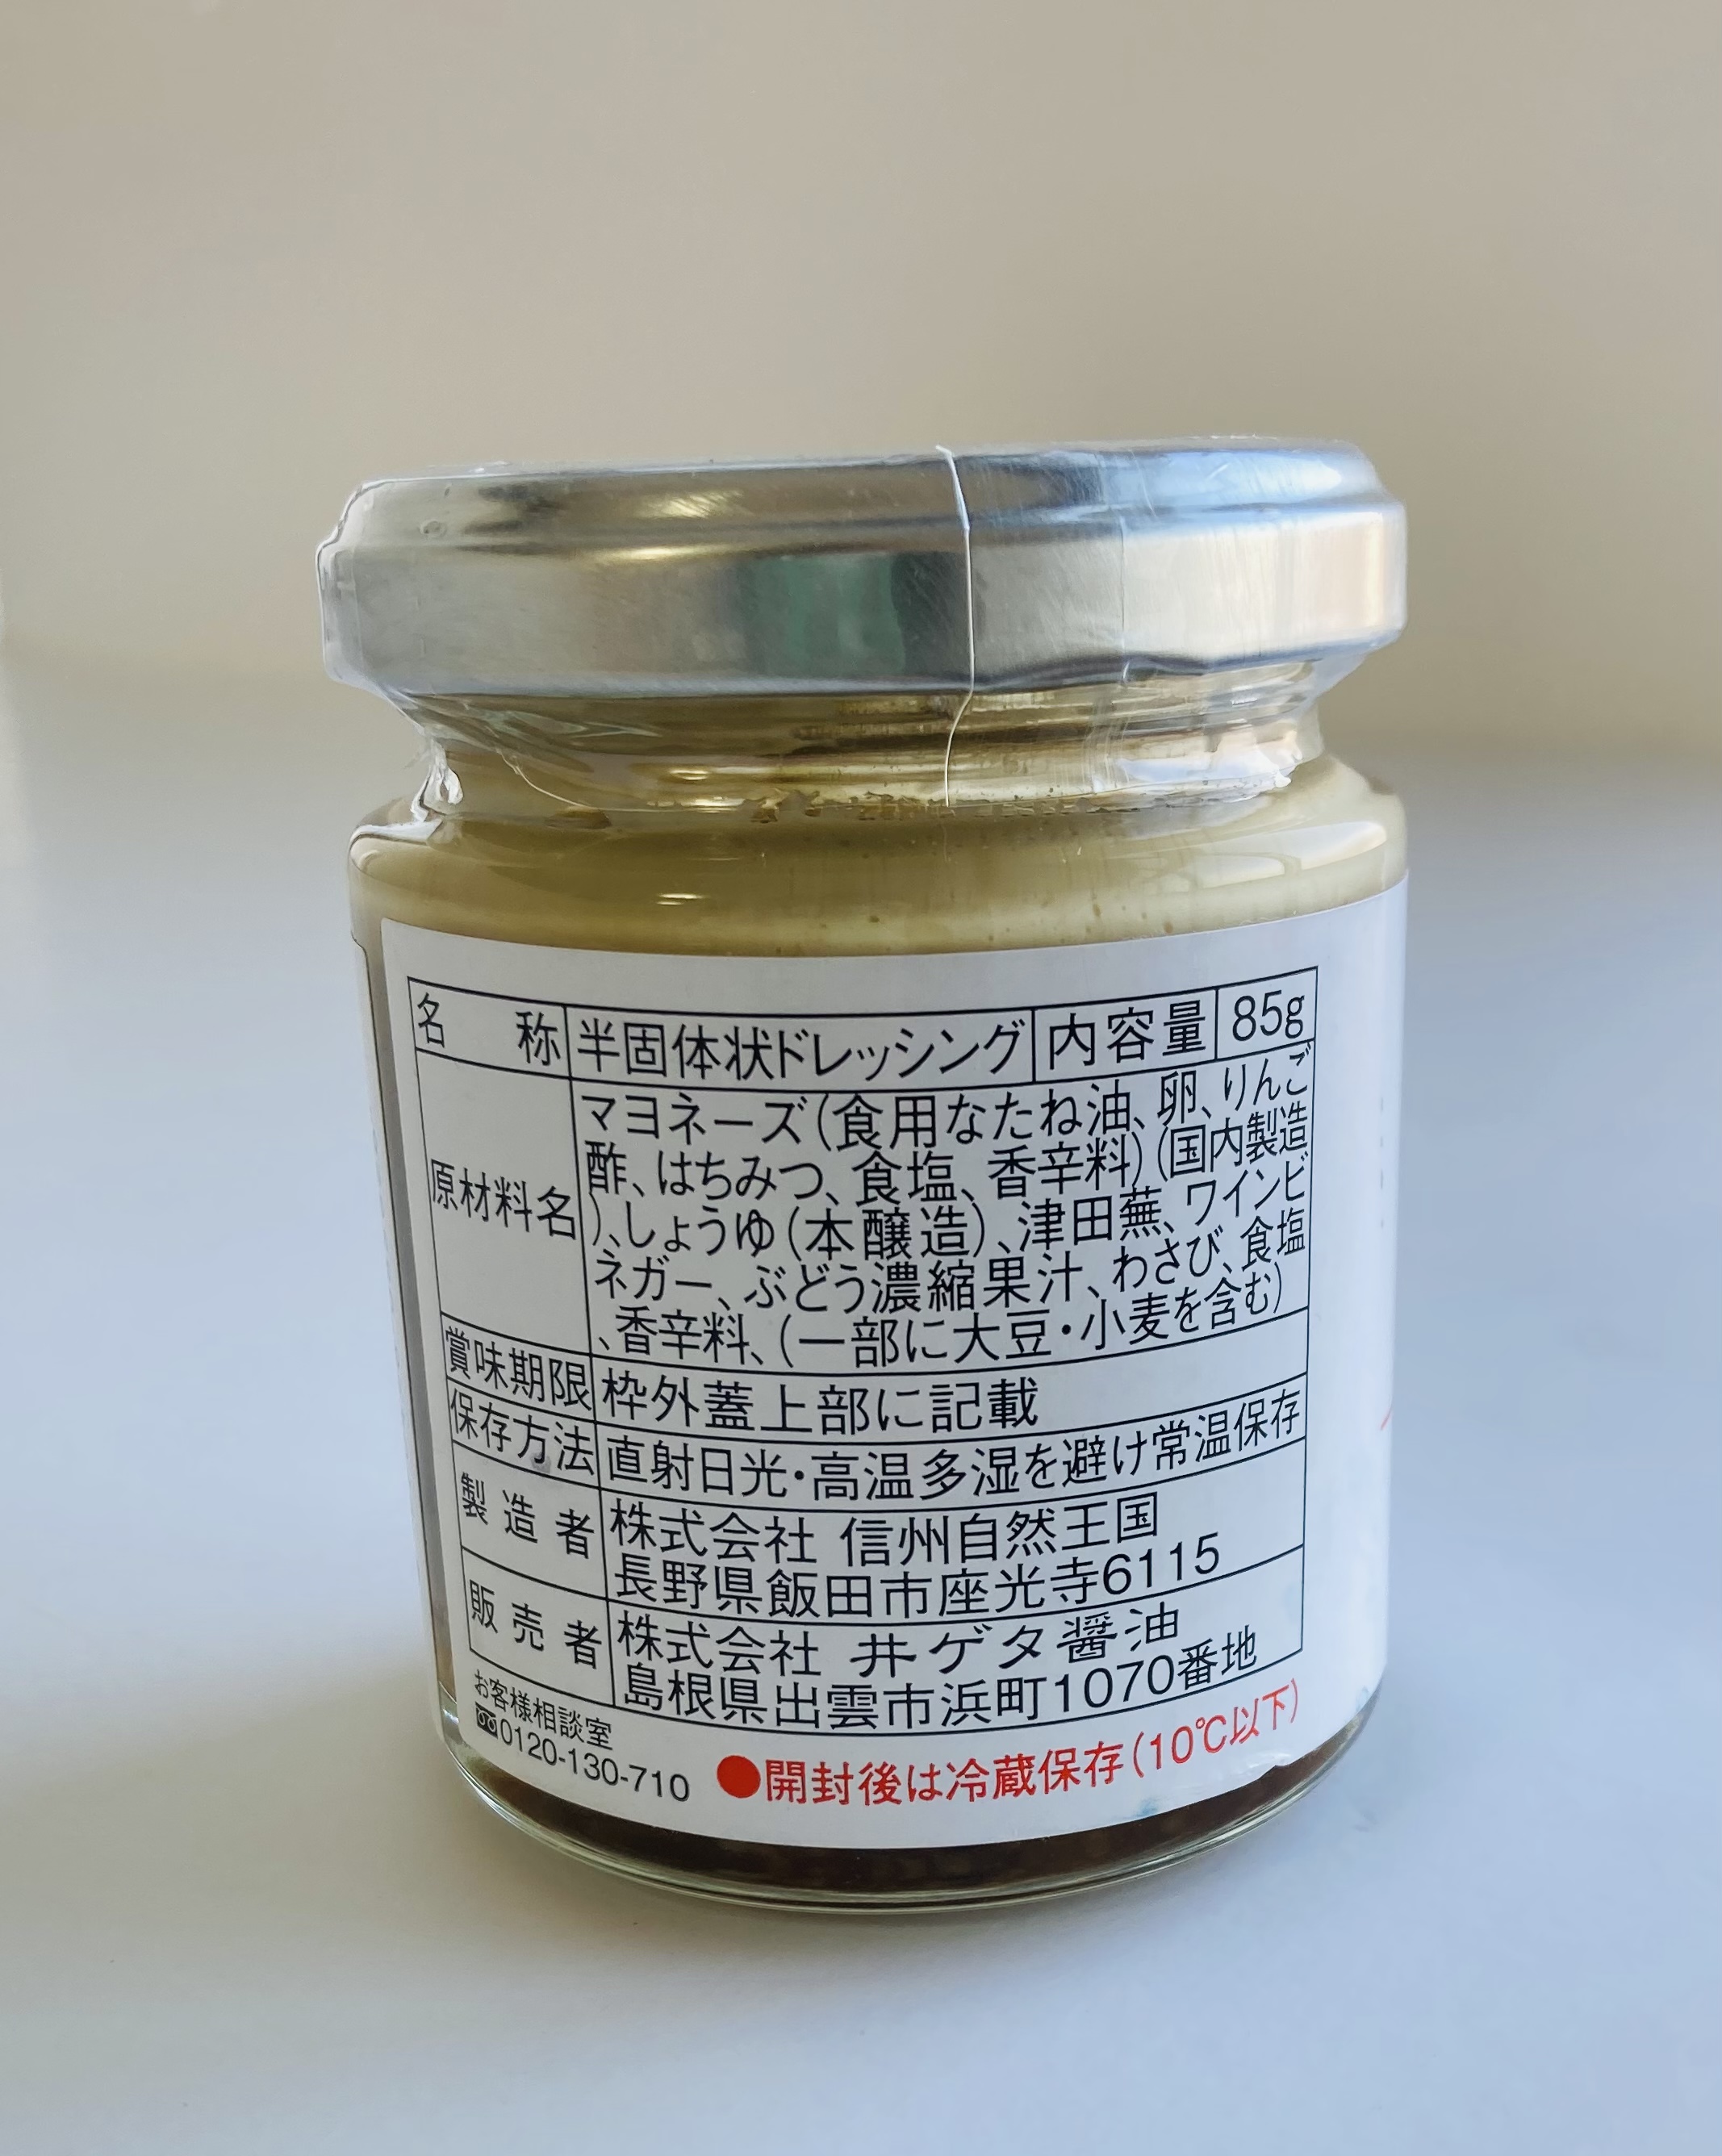 名 称 半固体状ドレッシング 内容量 85g
原材料名
マヨネーズ(食用なたね油、卵、りんご
酢、はちみつ、食塩、香辛料)(国内製造
)、しょうゆ(本醸造)、津田蕪、ワインビ
ネガー、ぶどう濃縮果汁、わさび、食塩
、香辛料、(一部に大豆・小麦を含む)
賞味期限 枠外蓋上部に記載
保存方法 直射日光・高温多湿を避け常温保存
製造者 株式会社 信州自然王国
長野県飯田市座光寺6115
販売者 株式会社 井ゲタ醤油
島根県出雲市浜町1070番地
お客様相談室
0120-130-710
●開封後は冷蔵保存(10℃以下)